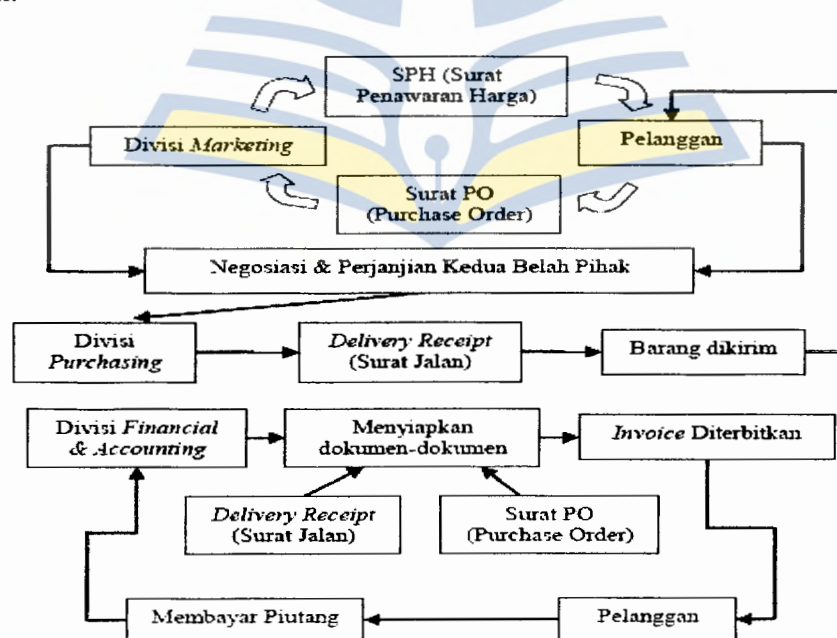 SPH (Surat
Penawaran Harga)
Divisi Marketing
Pelanggan
Surat PO
(Purchase Order)
Negosiasi & Perjanjian Kedua Belah Pihak
Divisi
Purchasing
Delivery Receipt
(Surat Jalan)
Barang dikirim
Divisi Financial
& Accounting
Menyiapkan
dokumen-dokumen
Invoice Diterbitkan
Delivery Receipt
(Surat Jalan)
Surat PO
(Purchase Order)
Membayar Piutang
Pelanggan